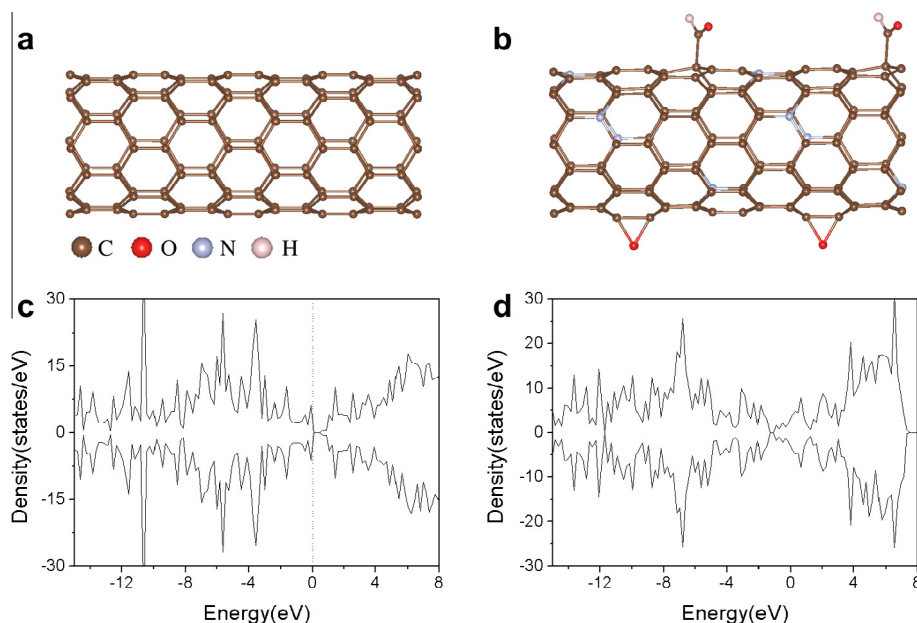 a
b
C O N H
c
d
30
15
0
-15
-30
Density(states/eV)
-12 -8 -4 0 4 8
Energy(eV)
30
20
10
0
-10
-20
-30
Density(states/eV)
-12 -8 -4 0 4 8
Energy(eV)